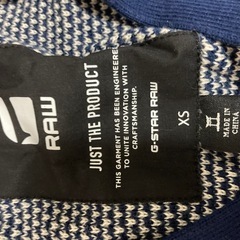 RAW
JUST THE PRODUCT
THIS GARMENT HAS BEEN ENGINEERED
TO UNITE INNOVATION WITH
CRAFTSMANSHIP.
G-STAR RAW
XS
MADE IN
CHINA